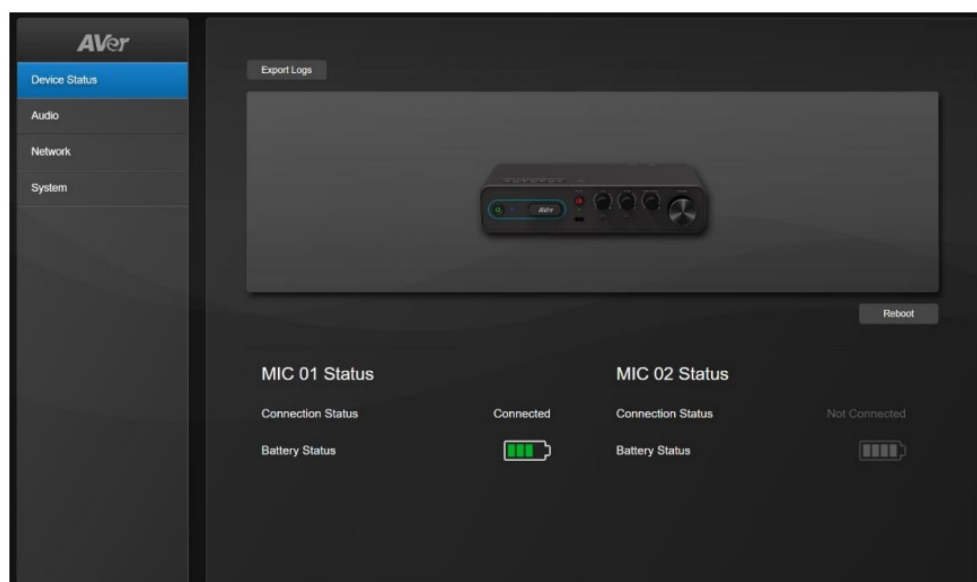 AVer
Device Status
Audio
Network
System
Export Logs
AVer
Reboot
MIC 01 Status
Connection Status Connected
Battery Status
MIC 02 Status
Connection Status Not Connected
Battery Status